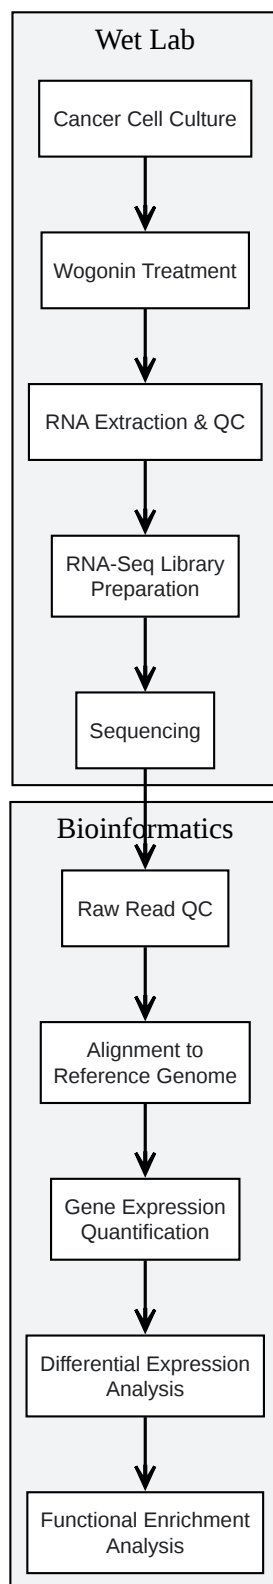 Wet Lab
Cancer Cell Culture
Wogonin Treatment
RNA Extraction & QC
RNA-Seq Library
Preparation
Sequencing
Bioinformatics
Raw Read QC
Alignment to
Reference Genome
Gene Expression
Quantification
Differential Expression
Analysis
Functional Enrichment
Analysis